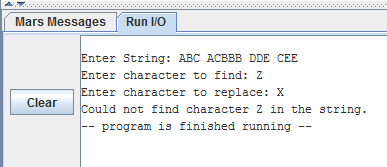 Mars Messages Run I/O
Enter String: ABC ACBBB DDE CEE
Enter character to find: Z
Enter character to replace: X
Clear
Could not find character Z in the string.
-- program is finished running --